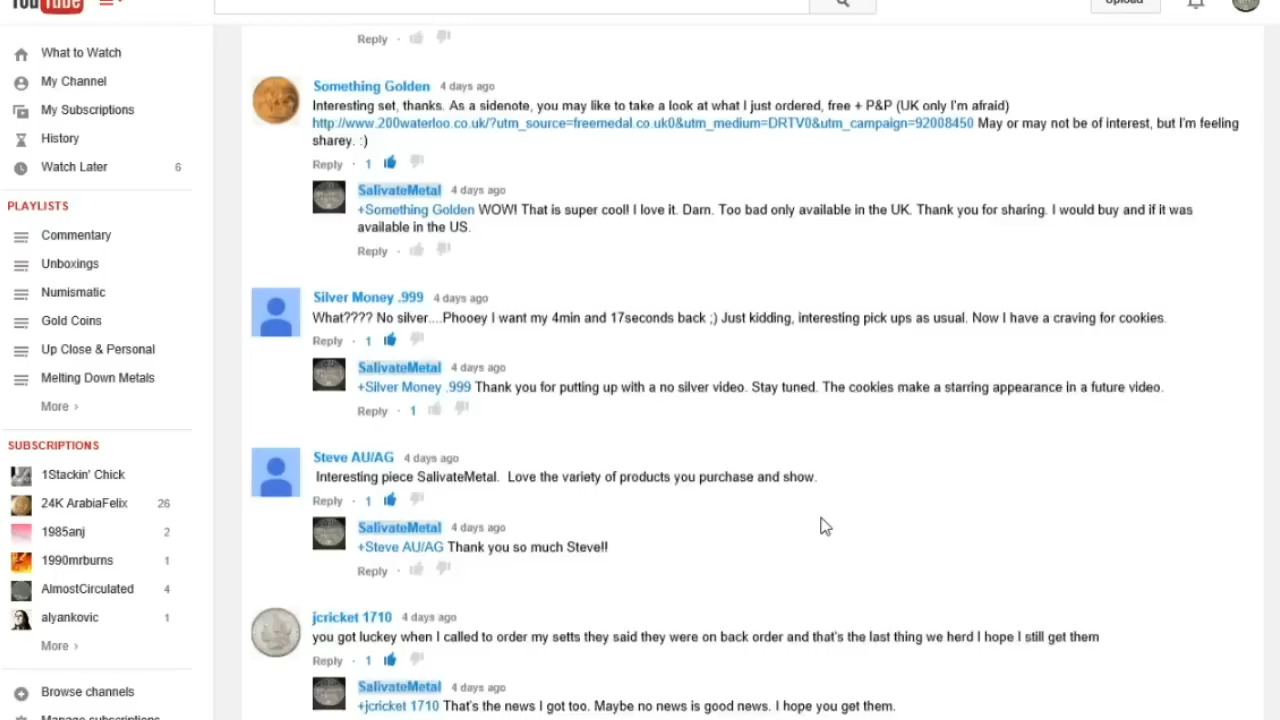 You Tube
Upload
What to Watch
My Channel
My Subscriptions
History
Watch Later 6
PLAYLISTS
Commentary
Unboxings
Numismatic
Gold Coins
Up Close & Personal
Melting Down Metals
More ›
SUBSCRIPTIONS
1Stackin' Chick
24K ArabiaFelix 26
1985anj 2
1990mrburns 1
AlmostCirculated 4
alyankovic 1
More ›
Browse channels
Manage subscriptions
Reply ·
Something Golden 4 days ago
Interesting set, thanks. As a sidenote, you may like to take a look at what I just ordered, free + P&P (UK only I'm afraid)
http://www.200waterloo.co.uk/?utm_source=freemedal.co.uk0&utm_medium=DRTV0&utm_campaign=92008450 May or may not be of interest, but I'm feeling
sharey. :)
Reply · 1
SalivateMetal 4 days ago
+Something Golden WOW! That is super cool! I love it. Darn. Too bad only available in the UK. Thank you for sharing. I would buy and if it was
available in the US.
Reply ·
Silver Money .999 4 days ago
What???? No silver....Phooey I want my 4min and 17seconds back ;) Just kidding, interesting pick ups as usual. Now I have a craving for cookies.
Reply · 1
SalivateMetal 4 days ago
+Silver Money .999 Thank you for putting up with a no silver video. Stay tuned. The cookies make a starring appearance in a future video.
Reply · 1
Steve AU/AG 4 days ago
Interesting piece SalivateMetal. Love the variety of products you purchase and show.
Reply · 1
SalivateMetal 4 days ago
+Steve AU/AG Thank you so much Steve!!
Reply ·
jcricket 1710 4 days ago
you got luckey when I called to order my setts they said they were on back order and that's the last thing we herd I hope I still get them
Reply · 1
SalivateMetal 4 days ago
+jcricket 1710 That's the news I got too. Maybe no news is good news. I hope you get them.